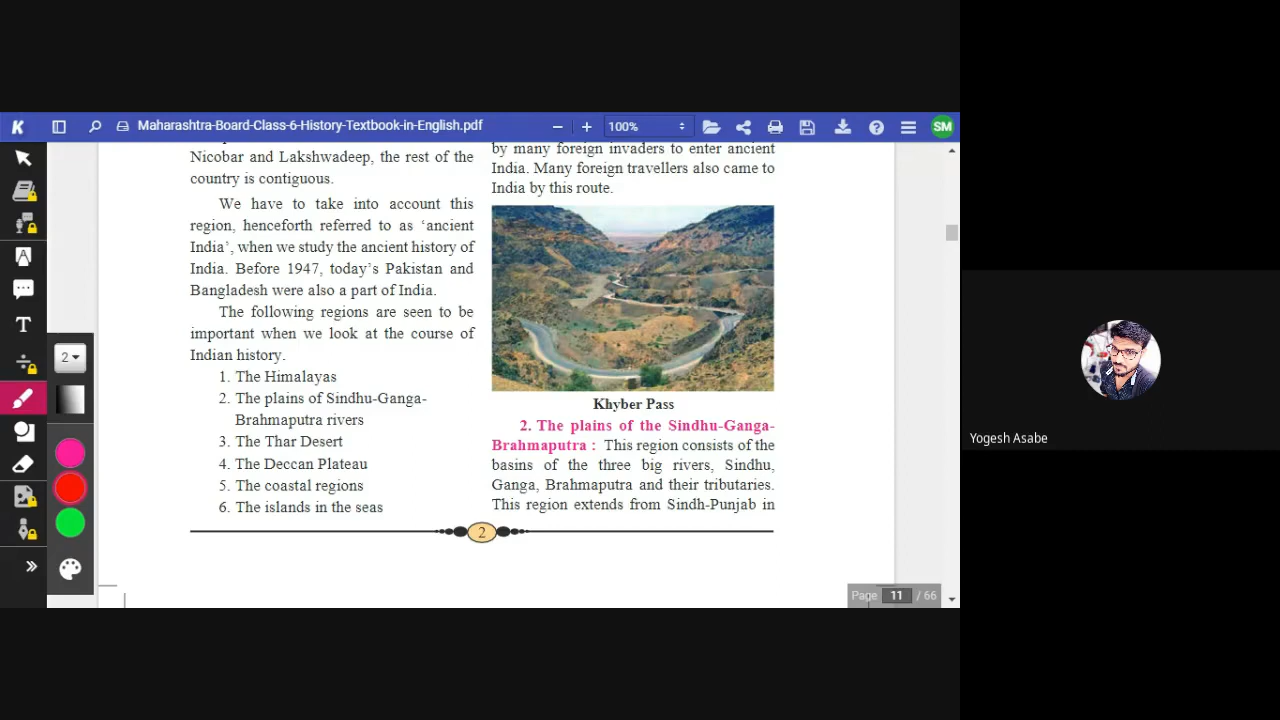 K
Maharashtra-Board-Class-6-History-Textbook-in-English.pdf
100%
SM
Nicobar and Lakshwadeep, the rest of the
country is contiguous.
We have to take into account this
region, henceforth referred to as ‘ancient
India’, when we study the ancient history of
India. Before 1947, today’s Pakistan and
Bangladesh were also a part of India.
The following regions are seen to be
important when we look at the course of
Indian history.
1. The Himalayas
2. The plains of Sindhu-Ganga-
Brahmaputra rivers
3. The Thar Desert
4. The Deccan Plateau
5. The coastal regions
6. The islands in the seas
by many foreign invaders to enter ancient
India. Many foreign travellers also came to
India by this route.
Khyber Pass
2. The plains of the Sindhu-Ganga-
Brahmaputra : This region consists of the
basins of the three big rivers, Sindhu,
Ganga, Brahmaputra and their tributaries.
This region extends from Sindh-Punjab in
2
2
Page 11 / 66
Yogesh Asabe